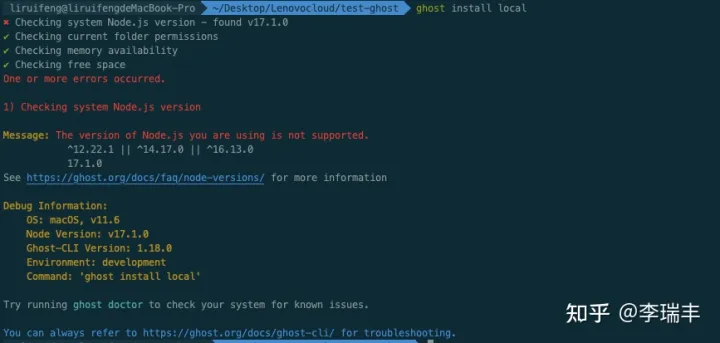 liruifeng@liruifengdeMacBook-Pro ~/Desktop/Lenovocloud/test-ghost ghost install local
✖ Checking system Node.js version - found v17.1.0
✔ Checking current folder permissions
✔ Checking memory availability
✔ Checking free space
One or more errors occurred.
1) Checking system Node.js version
Message: The version of Node.js you are using is not supported.
^12.22.1 || ^14.17.0 || ^16.13.0
17.1.0
See https://ghost.org/docs/faq/node-versions/ for more information
Debug Information:
OS: macOS, v11.6
Node Version: v17.1.0
Ghost-CLI Version: 1.18.0
Environment: development
Command: 'ghost install local'
Try running ghost doctor to check your system for known issues.
You can always refer to https://ghost.org/docs/ghost-cli/ for troubleshooting.
知乎 @李瑞丰